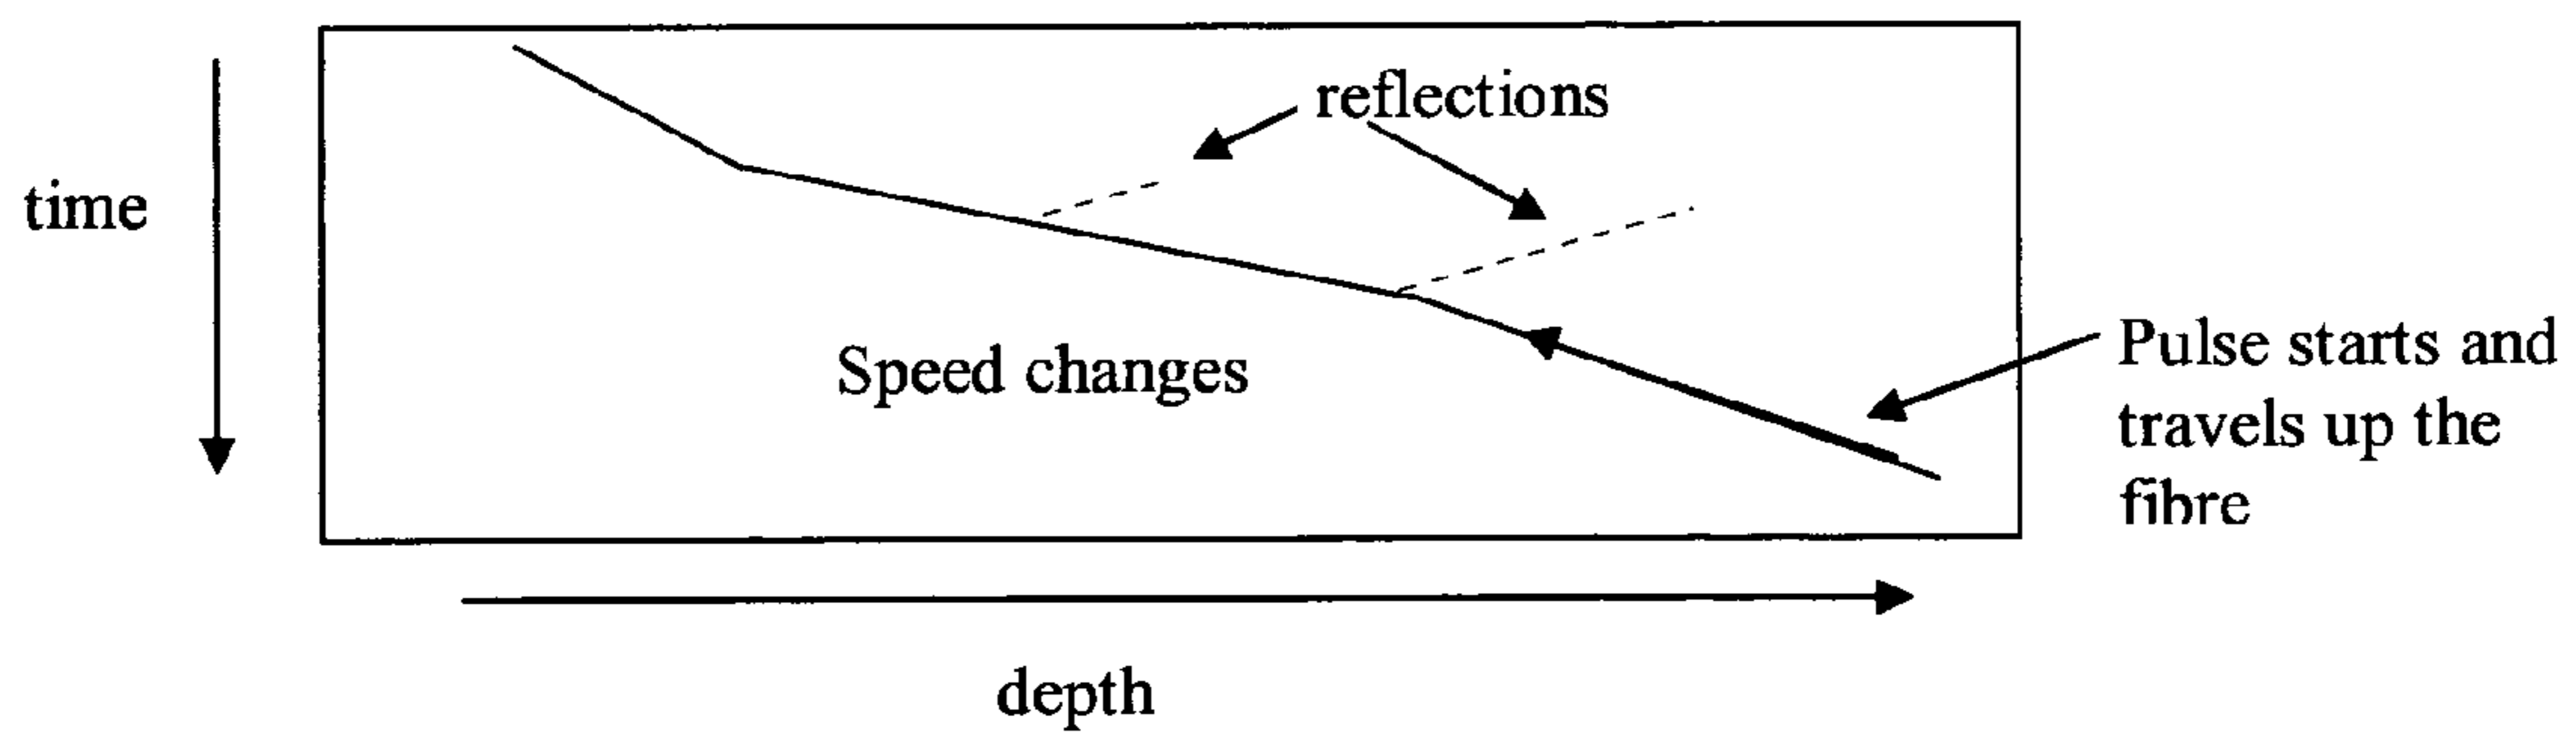 reflections
time
Speed changes
Pulse starts and
travels up the
fibre
depth